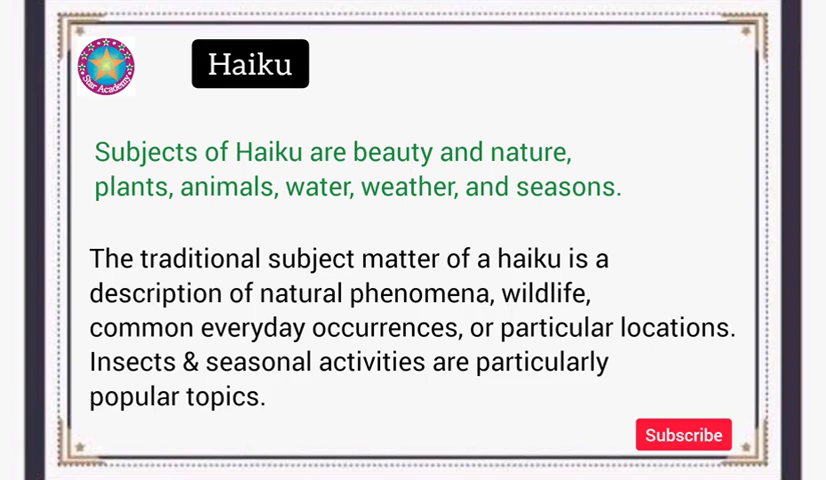 Haiku
Star Academy
Subjects of Haiku are beauty and nature,
plants, animals, water, weather, and seasons.
The traditional subject matter of a haiku is a
description of natural phenomena, wildlife,
common everyday occurrences, or particular locations.
Insects & seasonal activities are particularly
popular topics.
Subscribe